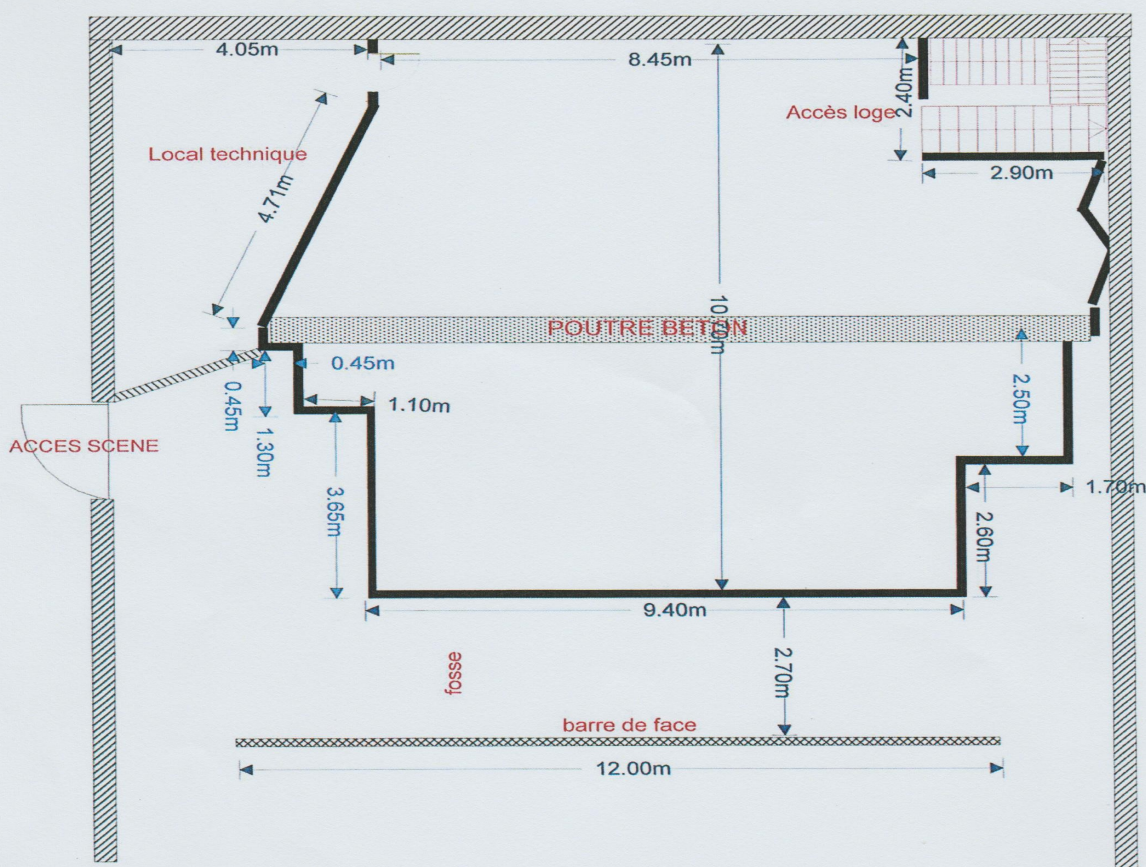 4.05m
8.45m
2.40m
Accès loge
Local technique
2.90m
4.71m
POUTRE BETON
0.45m
0.45m
1.10m
2.50m
ACCES SCENE
1.30m
3.65m
1.70m
2.60m
9.40m
fosse
2.70m
barre de face
12.00m